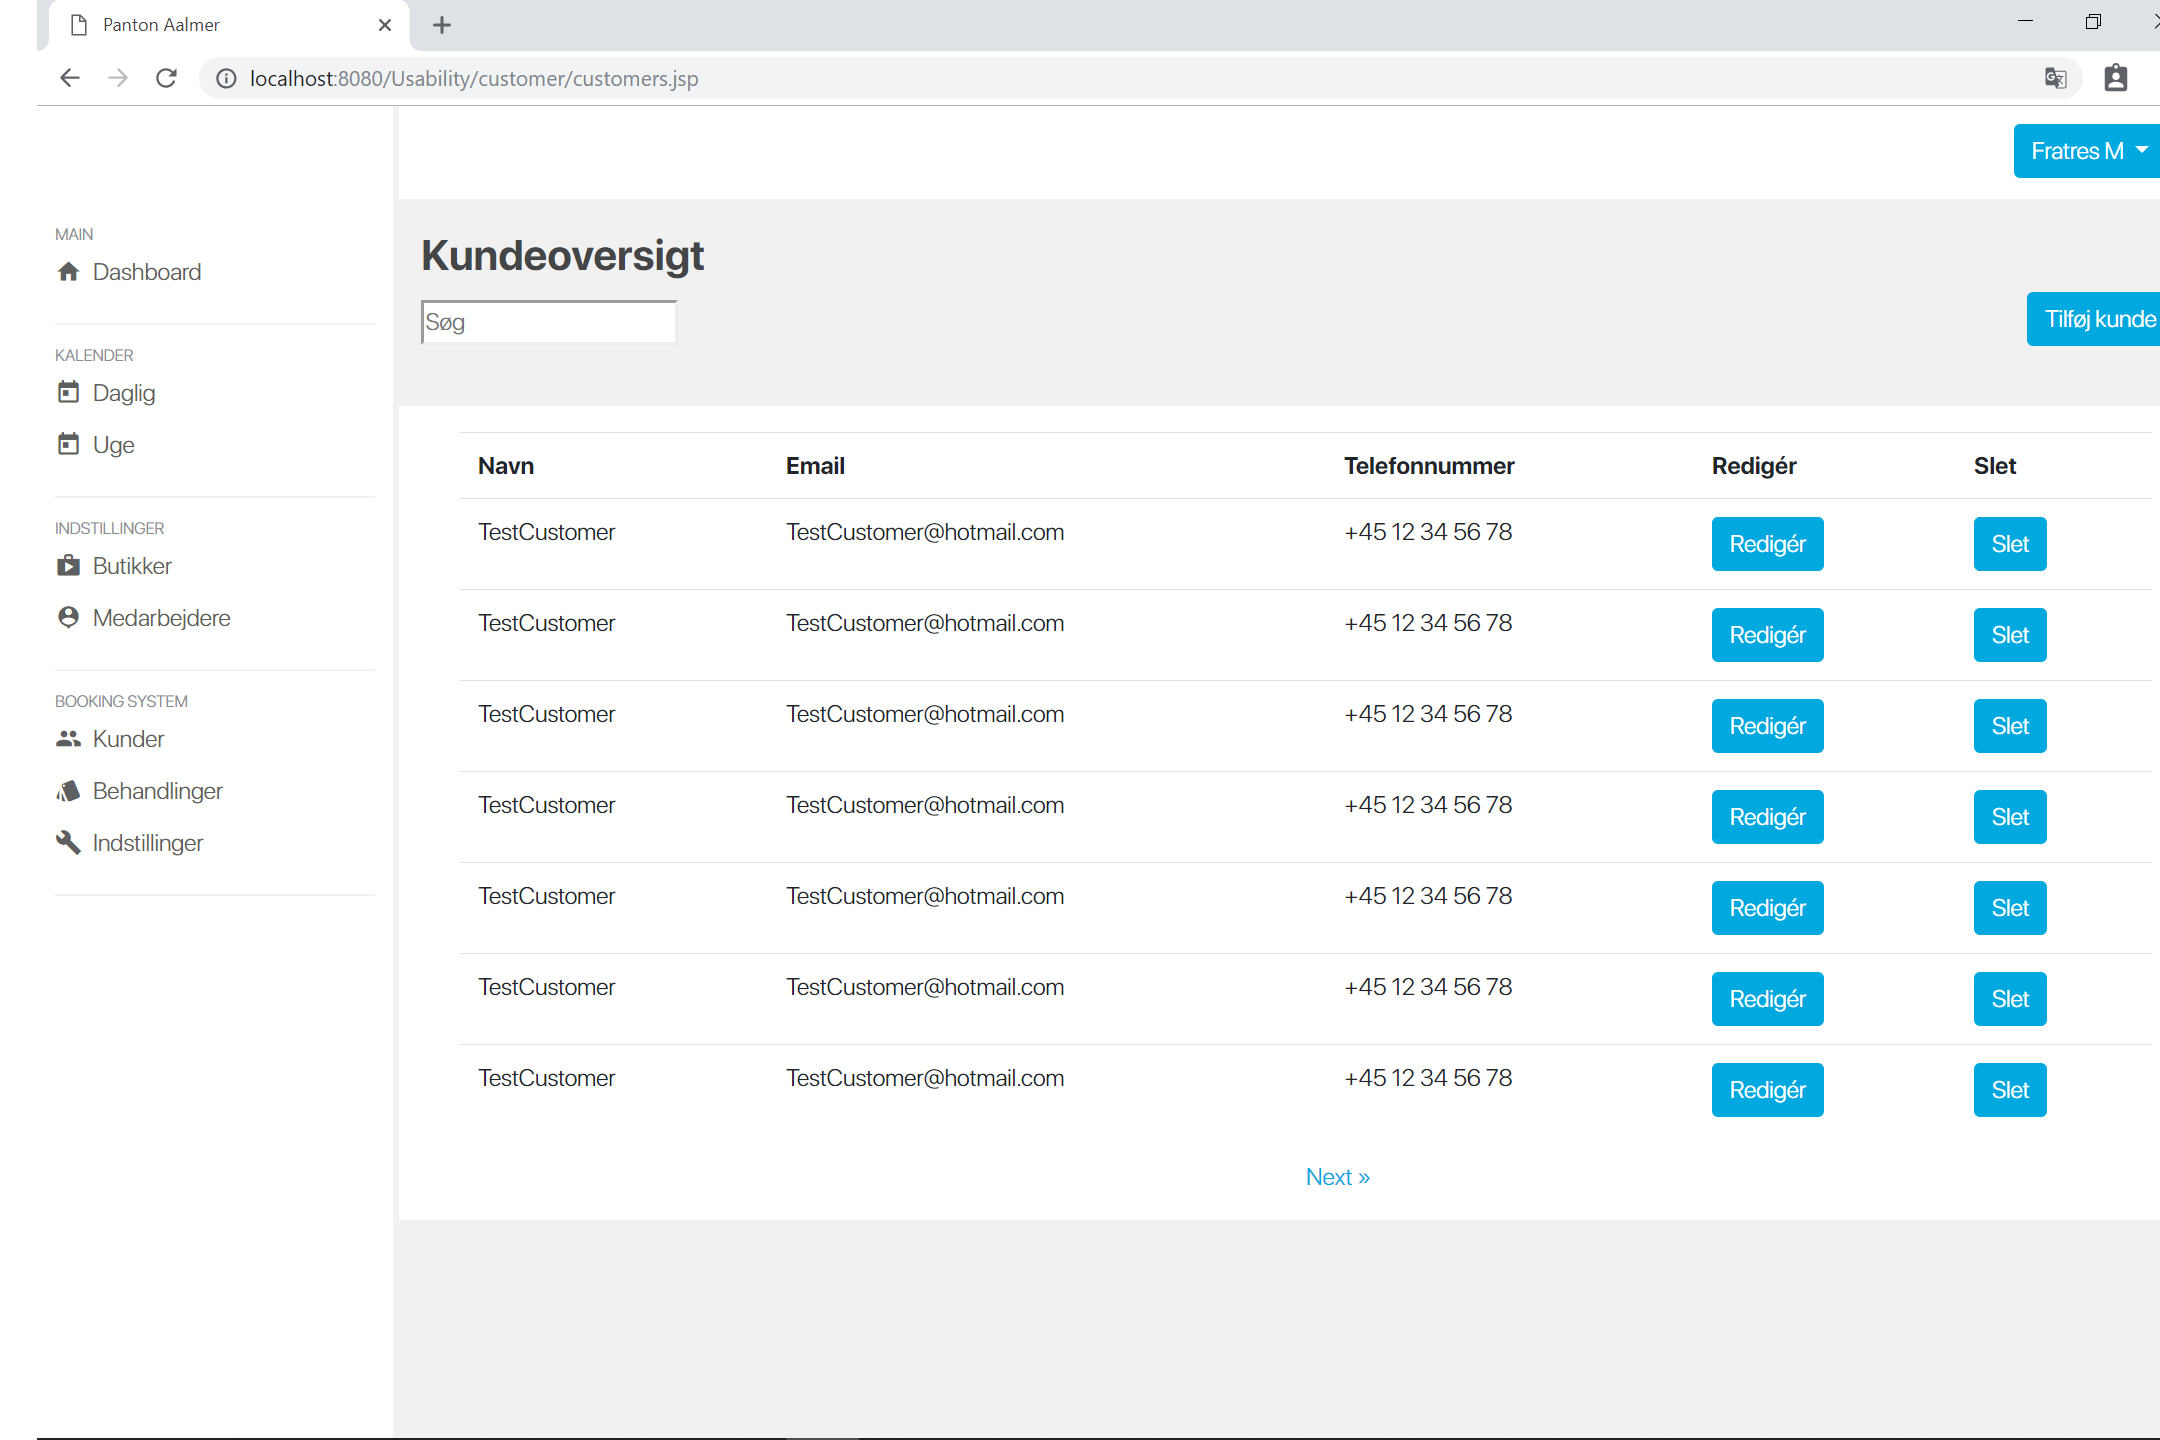 Panton Aalmer
localhost:8080/Usability/customer/customers.jsp
Fratres M
MAIN
Dashboard
KALENDER
Daglig
Uge
INDSTILLINGER
Butikker
Medarbejdere
BOOKING SYSTEM
Kunder
Behandlinger
Indstillinger
Kundeoversigt
Søg
Tilføj kunde
Navn Email Telefonnummer Redigér Slet
TestCustomer TestCustomer@hotmail.com +45 12 34 56 78 Redigér Slet
TestCustomer TestCustomer@hotmail.com +45 12 34 56 78 Redigér Slet
TestCustomer TestCustomer@hotmail.com +45 12 34 56 78 Redigér Slet
TestCustomer TestCustomer@hotmail.com +45 12 34 56 78 Redigér Slet
TestCustomer TestCustomer@hotmail.com +45 12 34 56 78 Redigér Slet
TestCustomer TestCustomer@hotmail.com +45 12 34 56 78 Redigér Slet
TestCustomer TestCustomer@hotmail.com +45 12 34 56 78 Redigér Slet
Next »